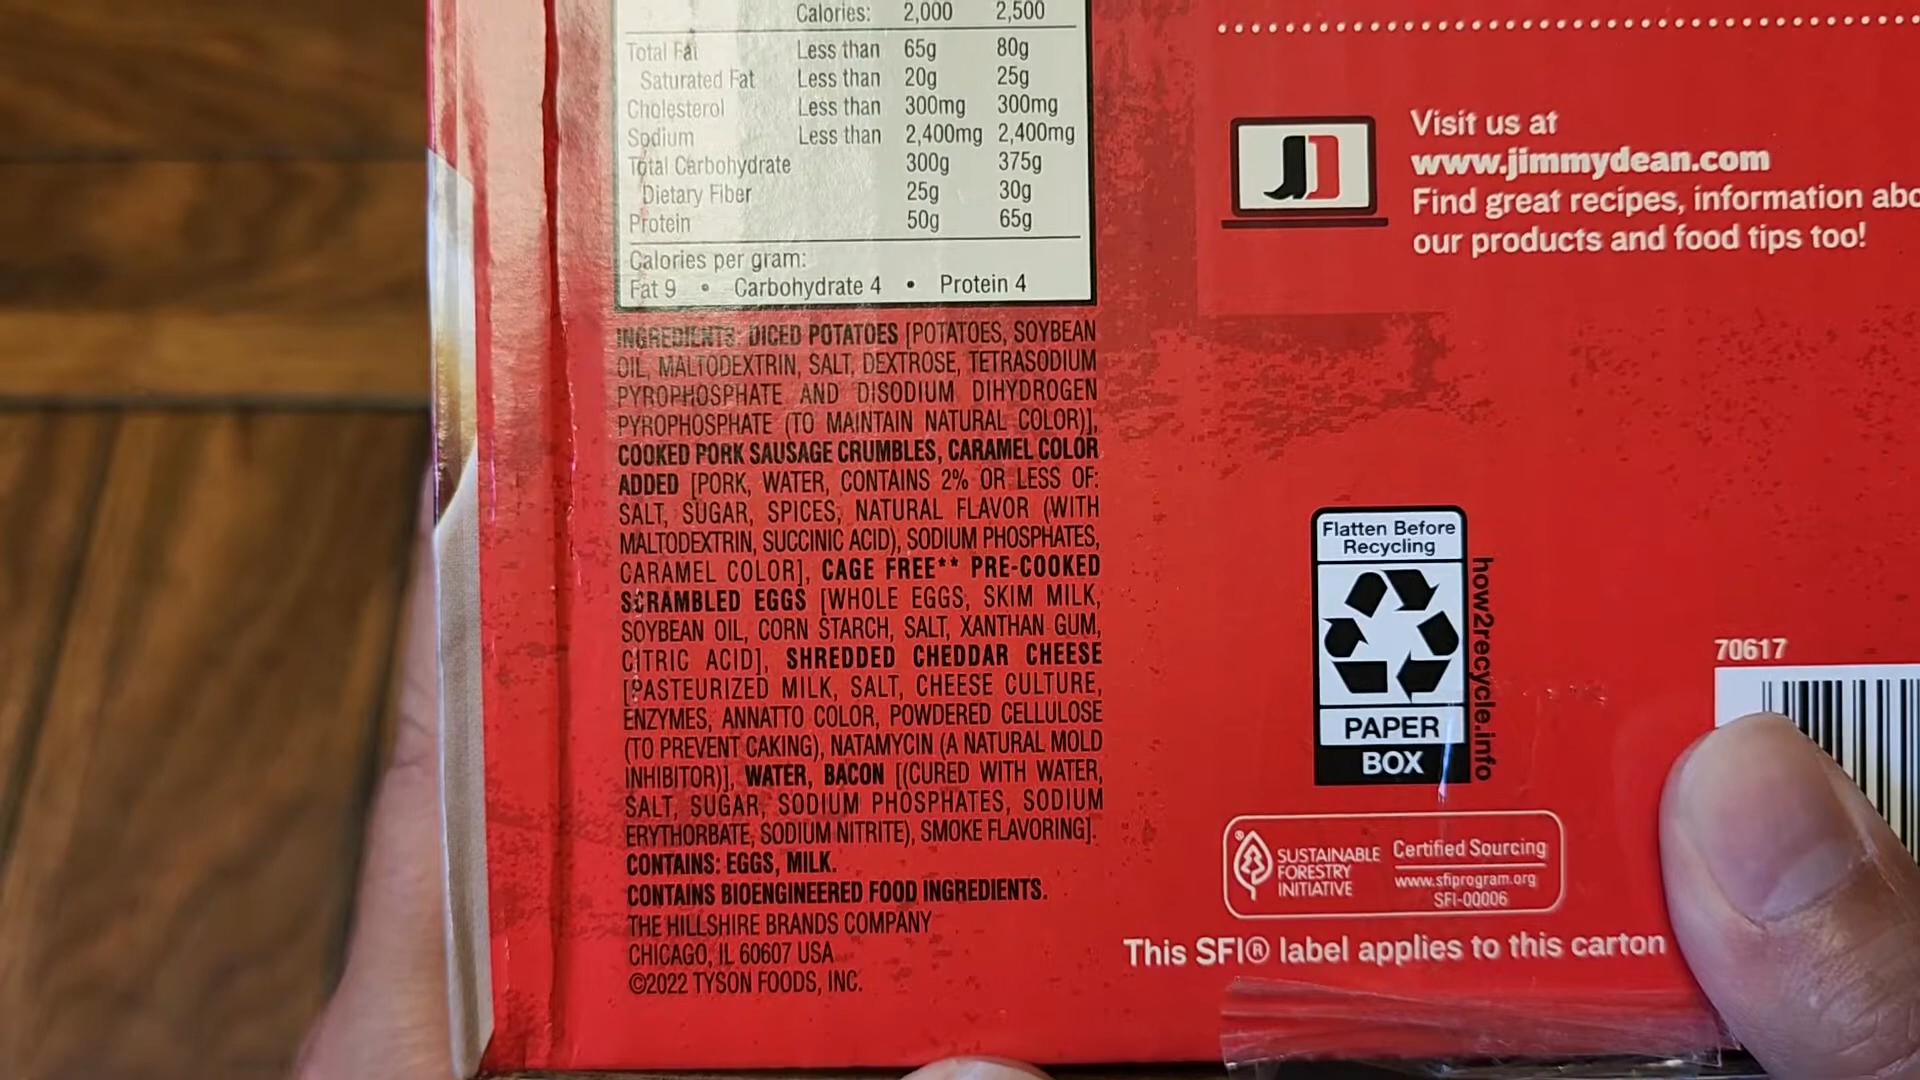 Calories: 2,000 2,500
Total Fat Less than 65g 80g
Saturated Fat Less than 20g 25g
Cholesterol Less than 300mg 300mg
Sodium Less than 2,400mg 2,400mg
Total Carbohydrate 300g 375g
Dietary Fiber 25g 30g
Protein 50g 65g
Calories per gram:
Fat 9 • Carbohydrate 4 • Protein 4
INGREDIENTS: DICED POTATOES [POTATOES, SOYBEAN
OIL, MALTODEXTRIN, SALT, DEXTROSE, TETRASODIUM
PYROPHOSPHATE AND DISODIUM DIHYDROGEN
PYROPHOSPHATE (TO MAINTAIN NATURAL COLOR)],
COOKED PORK SAUSAGE CRUMBLES, CARAMEL COLOR
ADDED [PORK, WATER, CONTAINS 2% OR LESS OF:
SALT, SUGAR, SPICES, NATURAL FLAVOR (WITH
MALTODEXTRIN, SUCCINIC ACID), SODIUM PHOSPHATES,
CARAMEL COLOR], CAGE FREE** PRE-COOKED
SCRAMBLED EGGS [WHOLE EGGS, SKIM MILK,
SOYBEAN OIL, CORN STARCH, SALT, XANTHAN GUM,
CITRIC ACID], SHREDDED CHEDDAR CHEESE
[PASTEURIZED MILK, SALT, CHEESE CULTURE,
ENZYMES, ANNATTO COLOR, POWDERED CELLULOSE
(TO PREVENT CAKING), NATAMYCIN (A NATURAL MOLD
INHIBITOR)], WATER, BACON [(CURED WITH WATER,
SALT, SUGAR, SODIUM PHOSPHATES, SODIUM
ERYTHORBATE, SODIUM NITRITE), SMOKE FLAVORING].
CONTAINS: EGGS, MILK.
CONTAINS BIOENGINEERED FOOD INGREDIENTS.
THE HILLSHIRE BRANDS COMPANY
CHICAGO, IL 60607 USA
©2022 TYSON FOODS, INC.
JD
Visit us at
www.jimmydean.com
Find great recipes, information
our products and food tips too!
Flatten Before
Recycling
PAPER
BOX
how2recycle.info
70617
SUSTAINABLE
FORESTRY
INITIATIVE
Certified Sourcing
www.sfiprogram.org
SFI-00006
This SFI® label applies to this carton